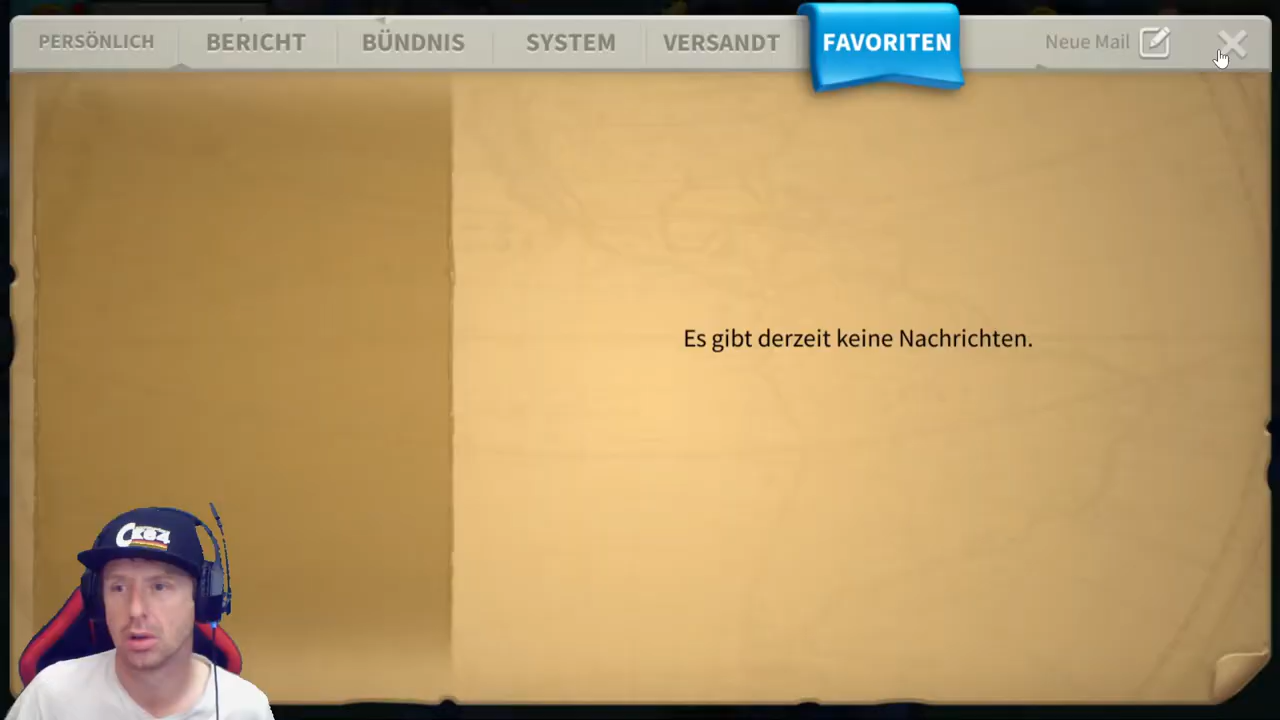 PERSÖNLICH BERICHT BÜNDNIS SYSTEM VERSANDT FAVORITEN Neue Mail
Es gibt derzeit keine Nachrichten.